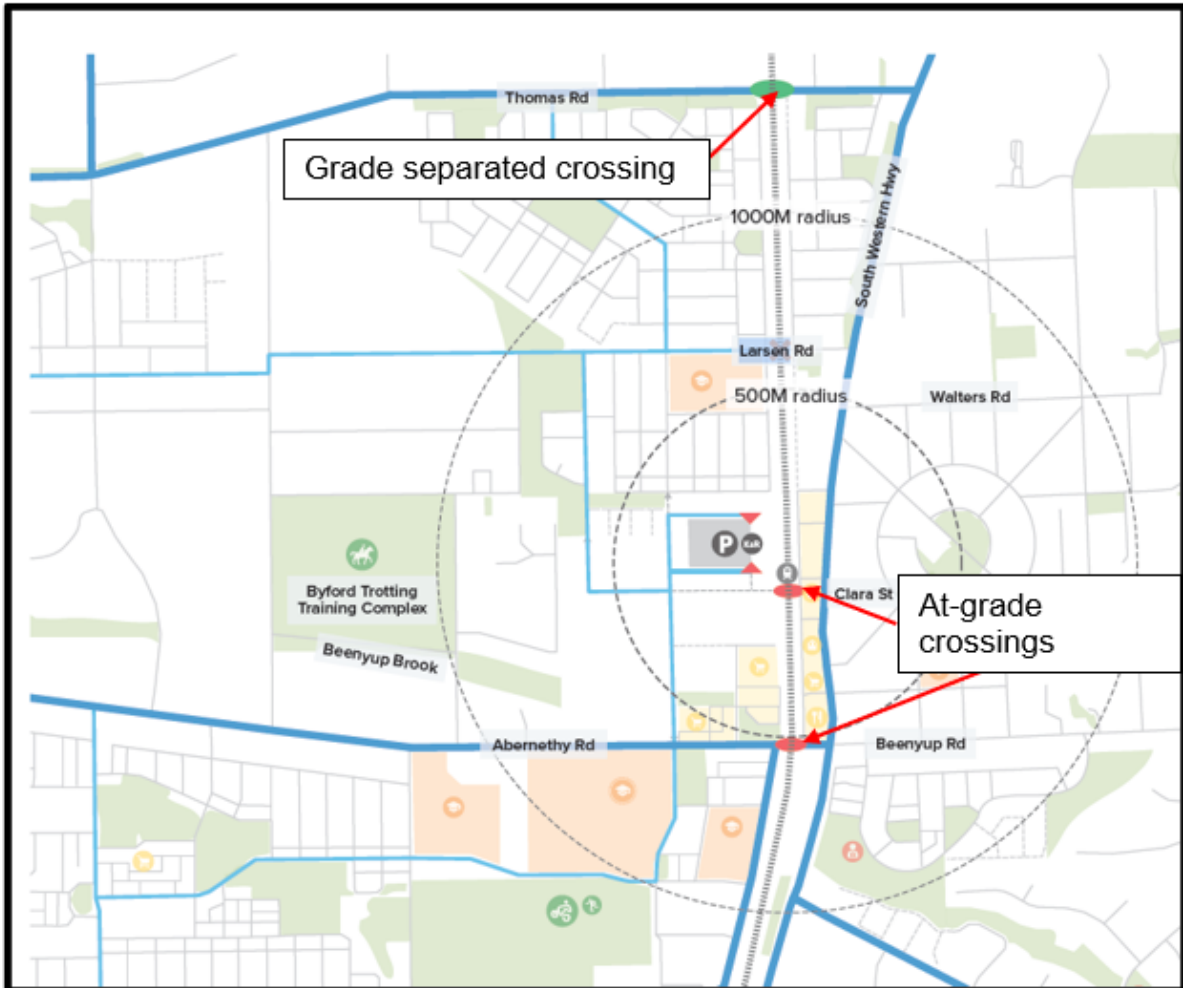 Thomas Rd
Grade separated crossing
1000M radius
South Western Hwy
Larsen Rd
500M radius
Walters Rd
P
K&R
Byford Trotting
Training Complex
Clara St
At-grade
crossings
Beenyup Brook
Abernethy Rd
Beenyup Rd